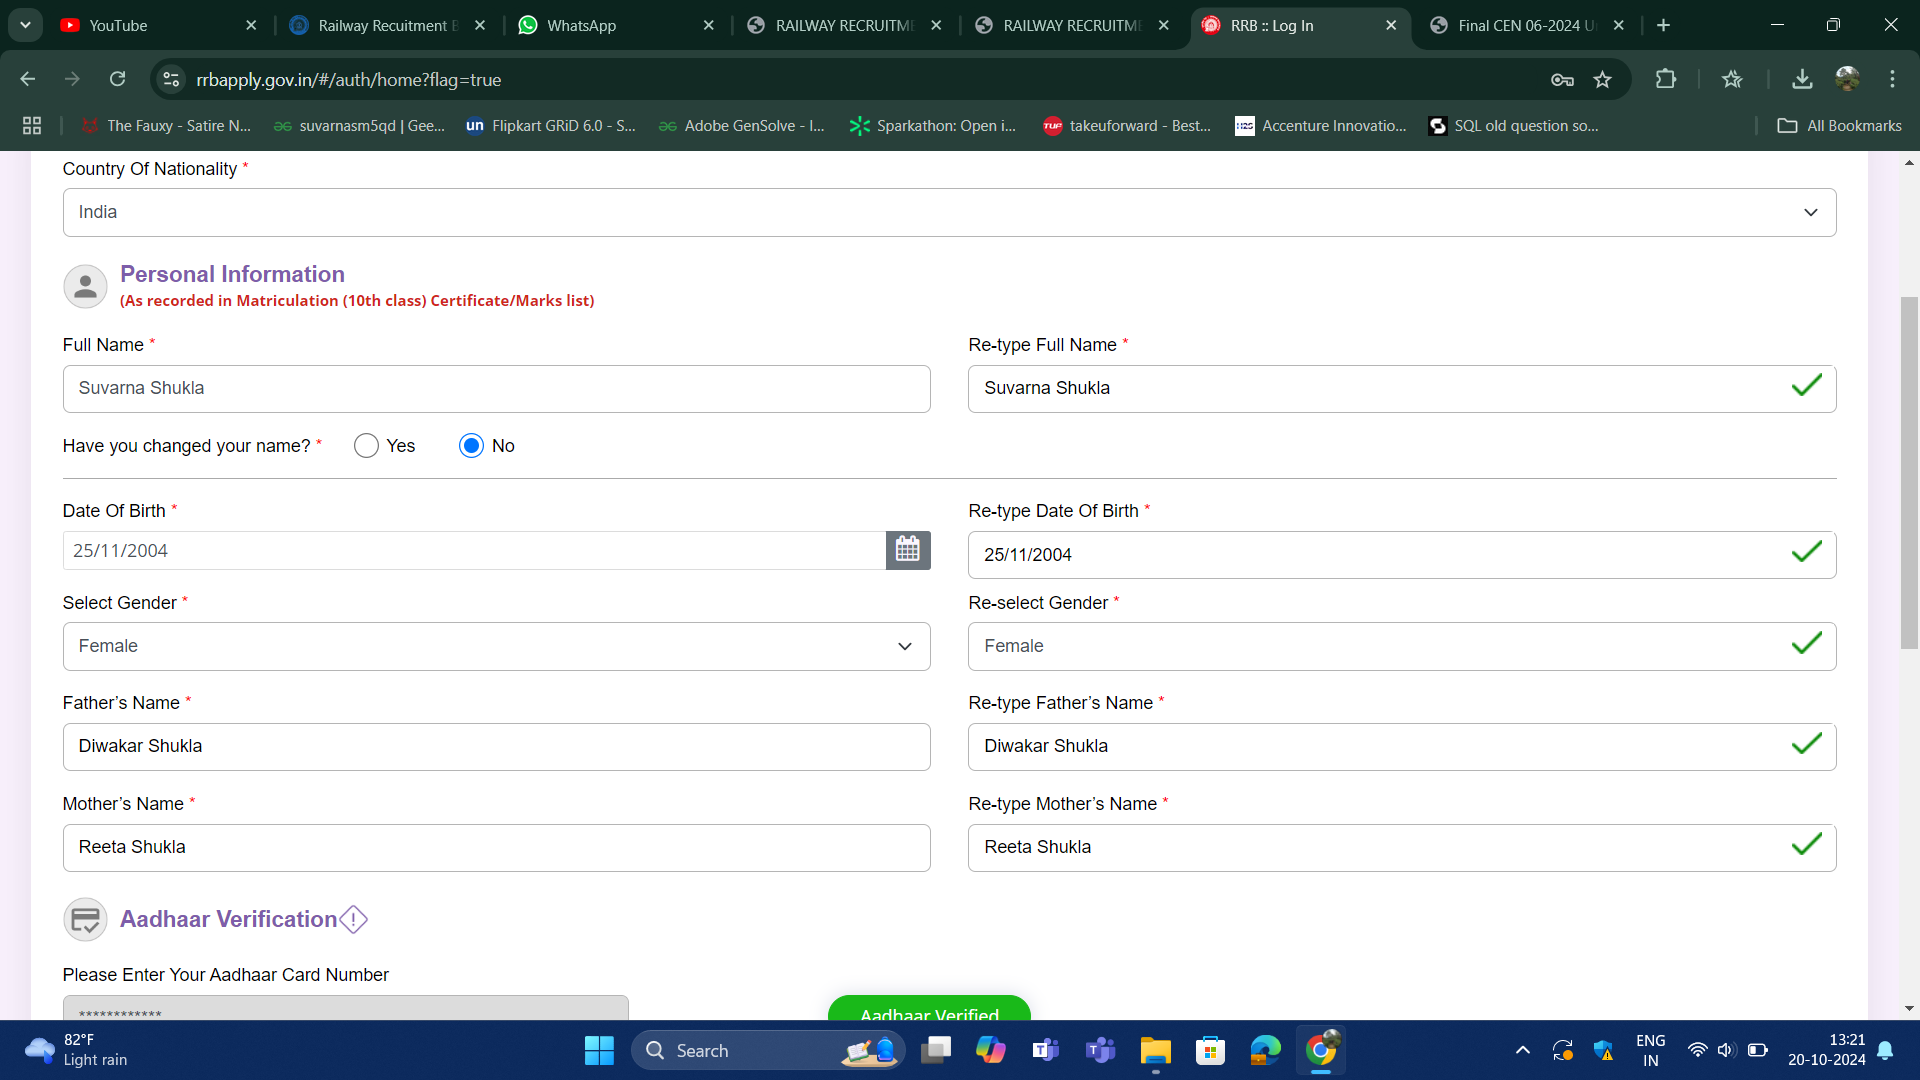 YouTube
Railway Recuitment B
WhatsApp
RAILWAY RECRUITME
RAILWAY RECRUITME
RRB :: Log In
Final CEN 06-2024 U
rrbapply.gov.in/#/auth/home?flag=true
The Fauxy - Satire N...
suvarnasm5qd | Gee...
un Flipkart GRiD 6.0 - S...
Adobe GenSolve - I...
Sparkathon: Open i...
TUF takeuforward - Best...
H2S Accenture Innovatio...
SQL old question so...
All Bookmarks
Country Of Nationality *
India
Personal Information
(As recorded in Matriculation (10th class) Certificate/Marks list)
Full Name *
Re-type Full Name *
Suvarna Shukla
Suvarna Shukla
Have you changed your name? * Yes No
Date Of Birth *
Re-type Date Of Birth *
25/11/2004
25/11/2004
Select Gender *
Re-select Gender *
Female
Female
Father’s Name *
Re-type Father’s Name *
Diwakar Shukla
Diwakar Shukla
Mother’s Name *
Re-type Mother’s Name *
Reeta Shukla
Reeta Shukla
Aadhaar Verification
Please Enter Your Aadhaar Card Number
************
Aadhaar Verified
82°F
Light rain
Search
ENG
IN
13:21
20-10-2024